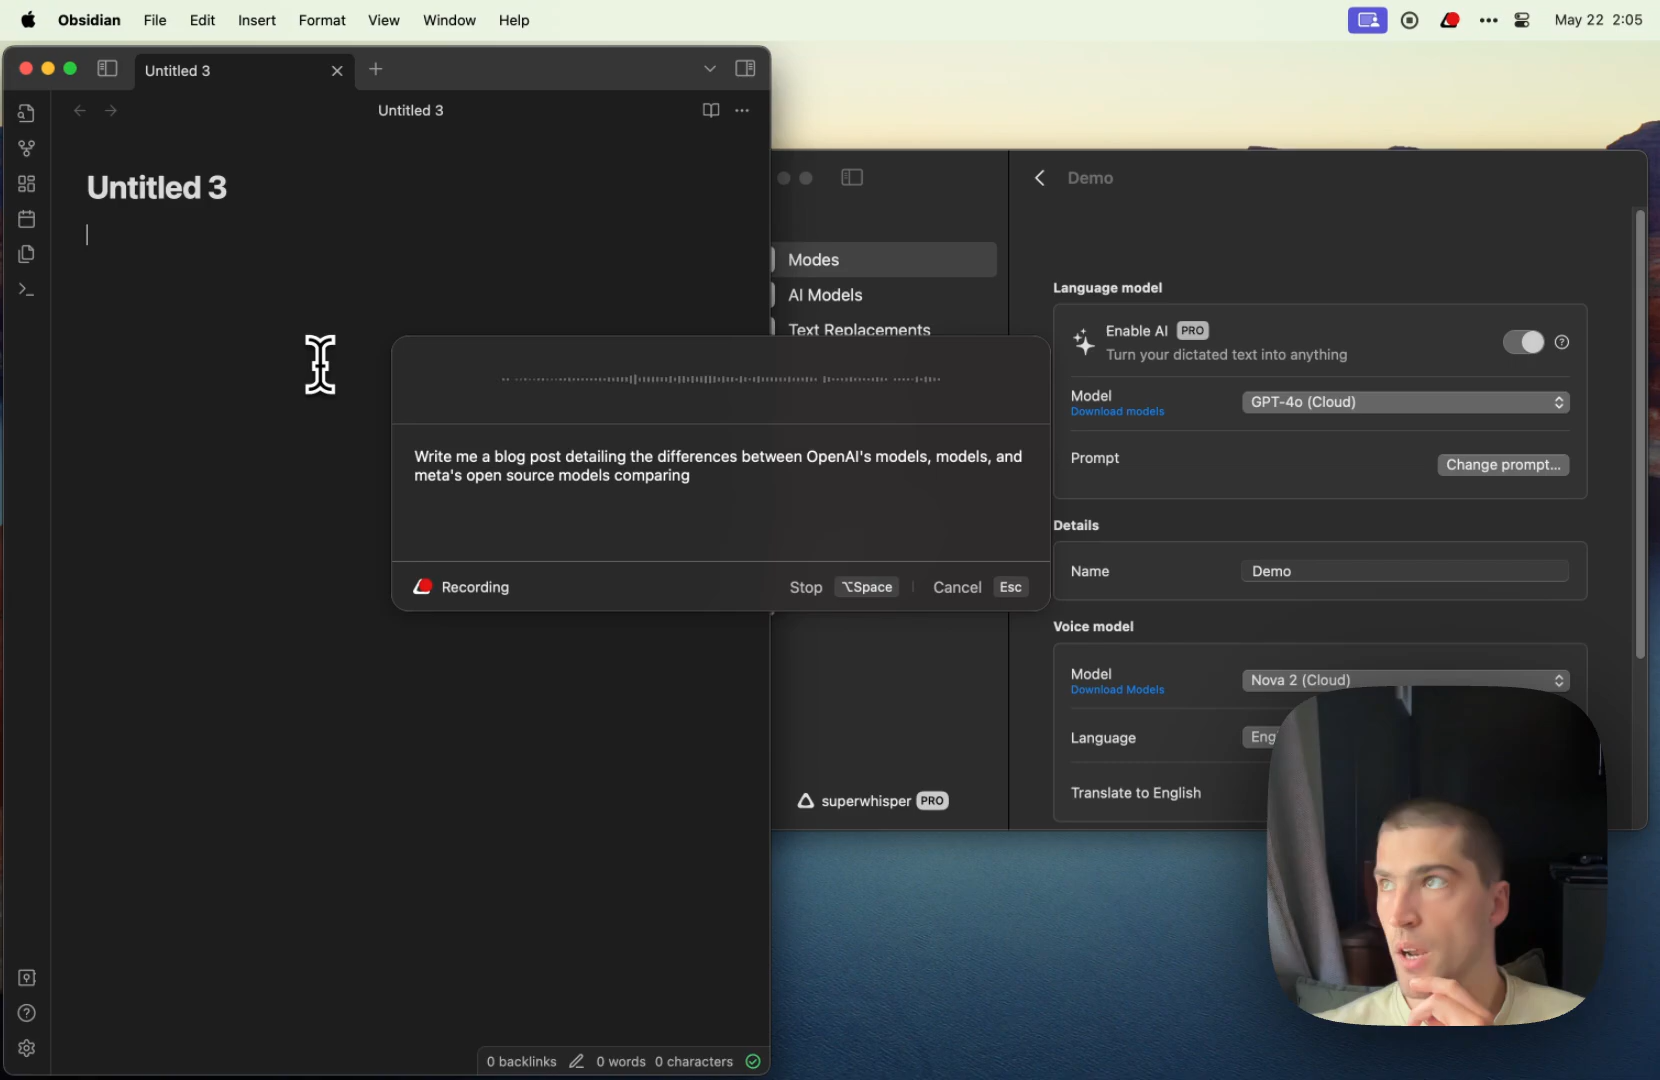 Obsidian File Edit Insert Format View Window Help
May 22 2:05
Untitled 3
Untitled 3
Untitled 3
0 backlinks 0 words 0 characters
Write me a blog post detailing the differences between OpenAI's models, models, and
meta's open source models comparing
Recording
Stop ⌥Space Cancel Esc
Modes
AI Models
Text Replacements
superwhisper PRO
Demo
Language model
Enable AI PRO
Turn your dictated text into anything
Model
GPT-4o (Cloud)
Download models
Prompt
Change prompt...
Details
Name
Demo
Voice model
Model
Nova 2 (Cloud)
Download Models
Language
Translate to English